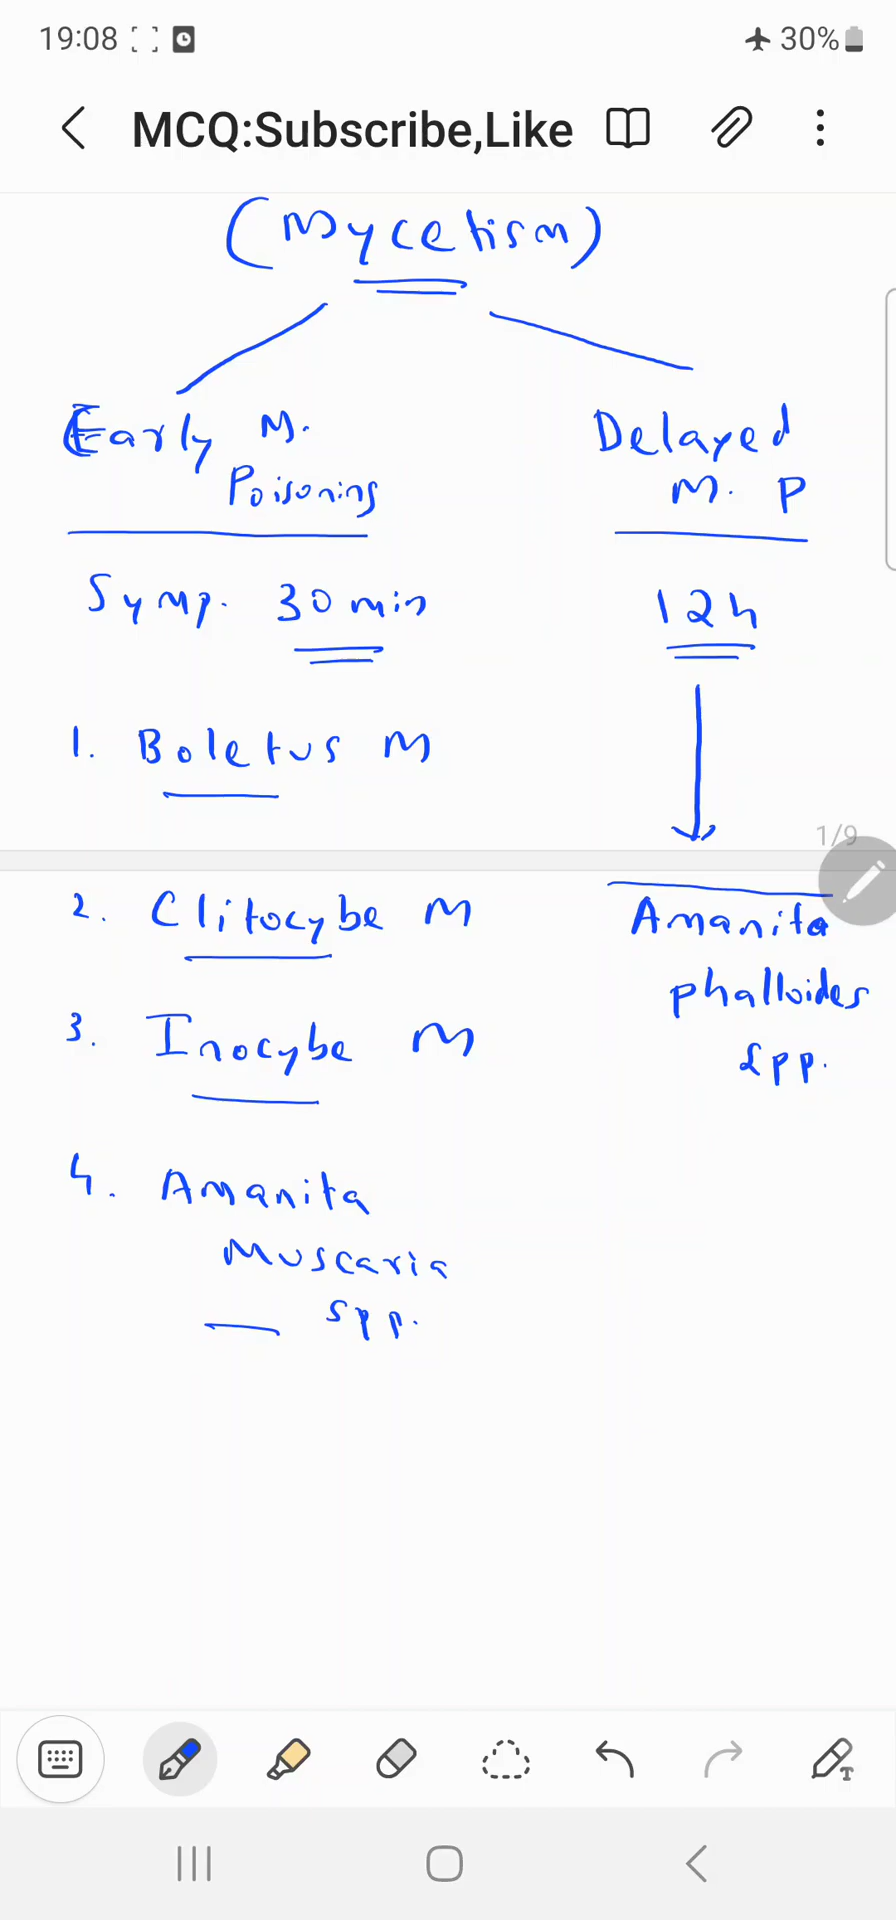 19:08
30%
MCQ:Subscribe,Like
(Mycetism)
Early M.
Poisoning
Symp. 30 min
1. Boletus M
2. Clitocybe M
3. Inocybe M
4. Amanita
Muscaria
spp.
Delayed
M. P
12h
1/9
Amanita
phalloides
spp.